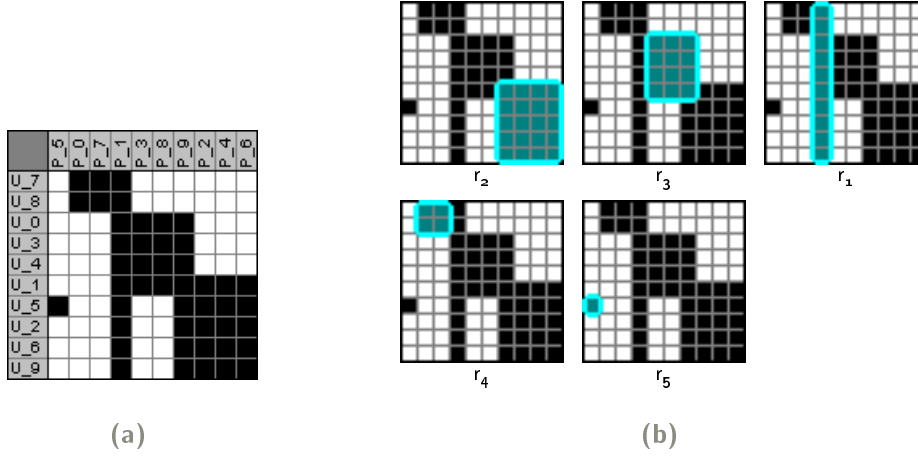 P_5 P_0 P_7 P_1 P_3 P_8 P_9 P_2 P_4 P_6
U_7
U_8
U_0
U_3
U_4
U_1
U_5
U_2
U_6
U_9
(a)
r₂ r₃ r₁
r₄ r₅
(b)